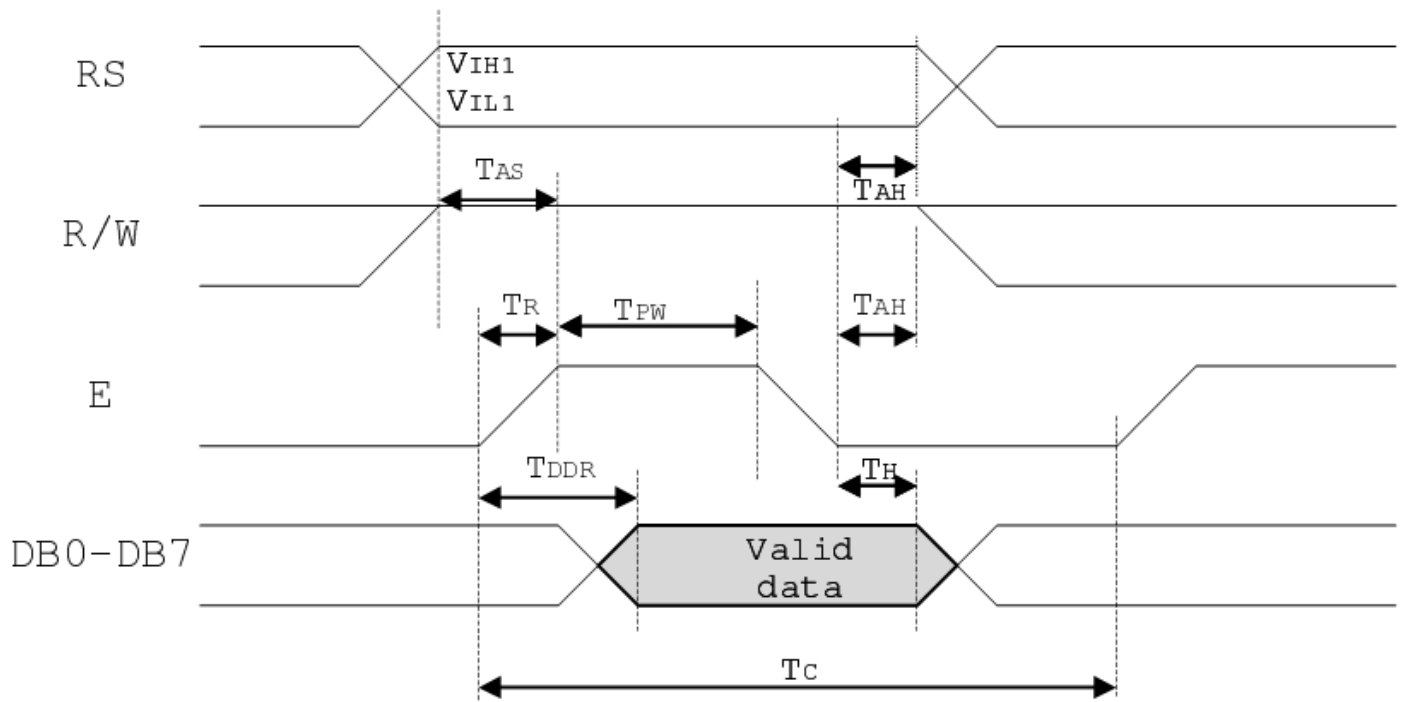 RS
VIH1
VIL1
TAS
TAH
R/W
TR
TPW
TAH
E
TDDR
TH
DB0-DB7
Valid
data
TC